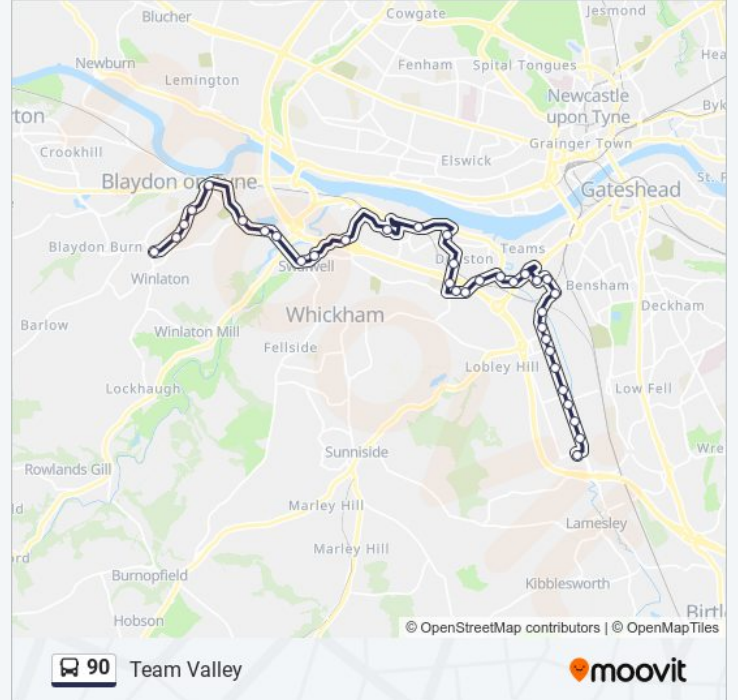 Blucher
Cowgate
Jesmond
Newburn
Lemington
Fenham
Spital Tongues
Hea
ton
Newcastle
upon Tyne
Byk
Crookhill
Grainger Town
Elswick
Blaydon on Tyne
St. P
Gateshead
Blaydon Burn
Teams
Dunston
Winlaton
Swalwell
Bensham
Whickham
Deckham
Barlow
Winlaton Mill
Fellside
Lobley Hill
Lockhaugh
Low Fell
Sunniside
Wre
Rowlands Gill
Marley Hill
ld
Lamesley
Marley Hill
ord
Burnopfield
Kibblesworth
Birtl
Hobson
© OpenStreetMap contributors | © OpenMapTiles
90 Team Valley
moovit